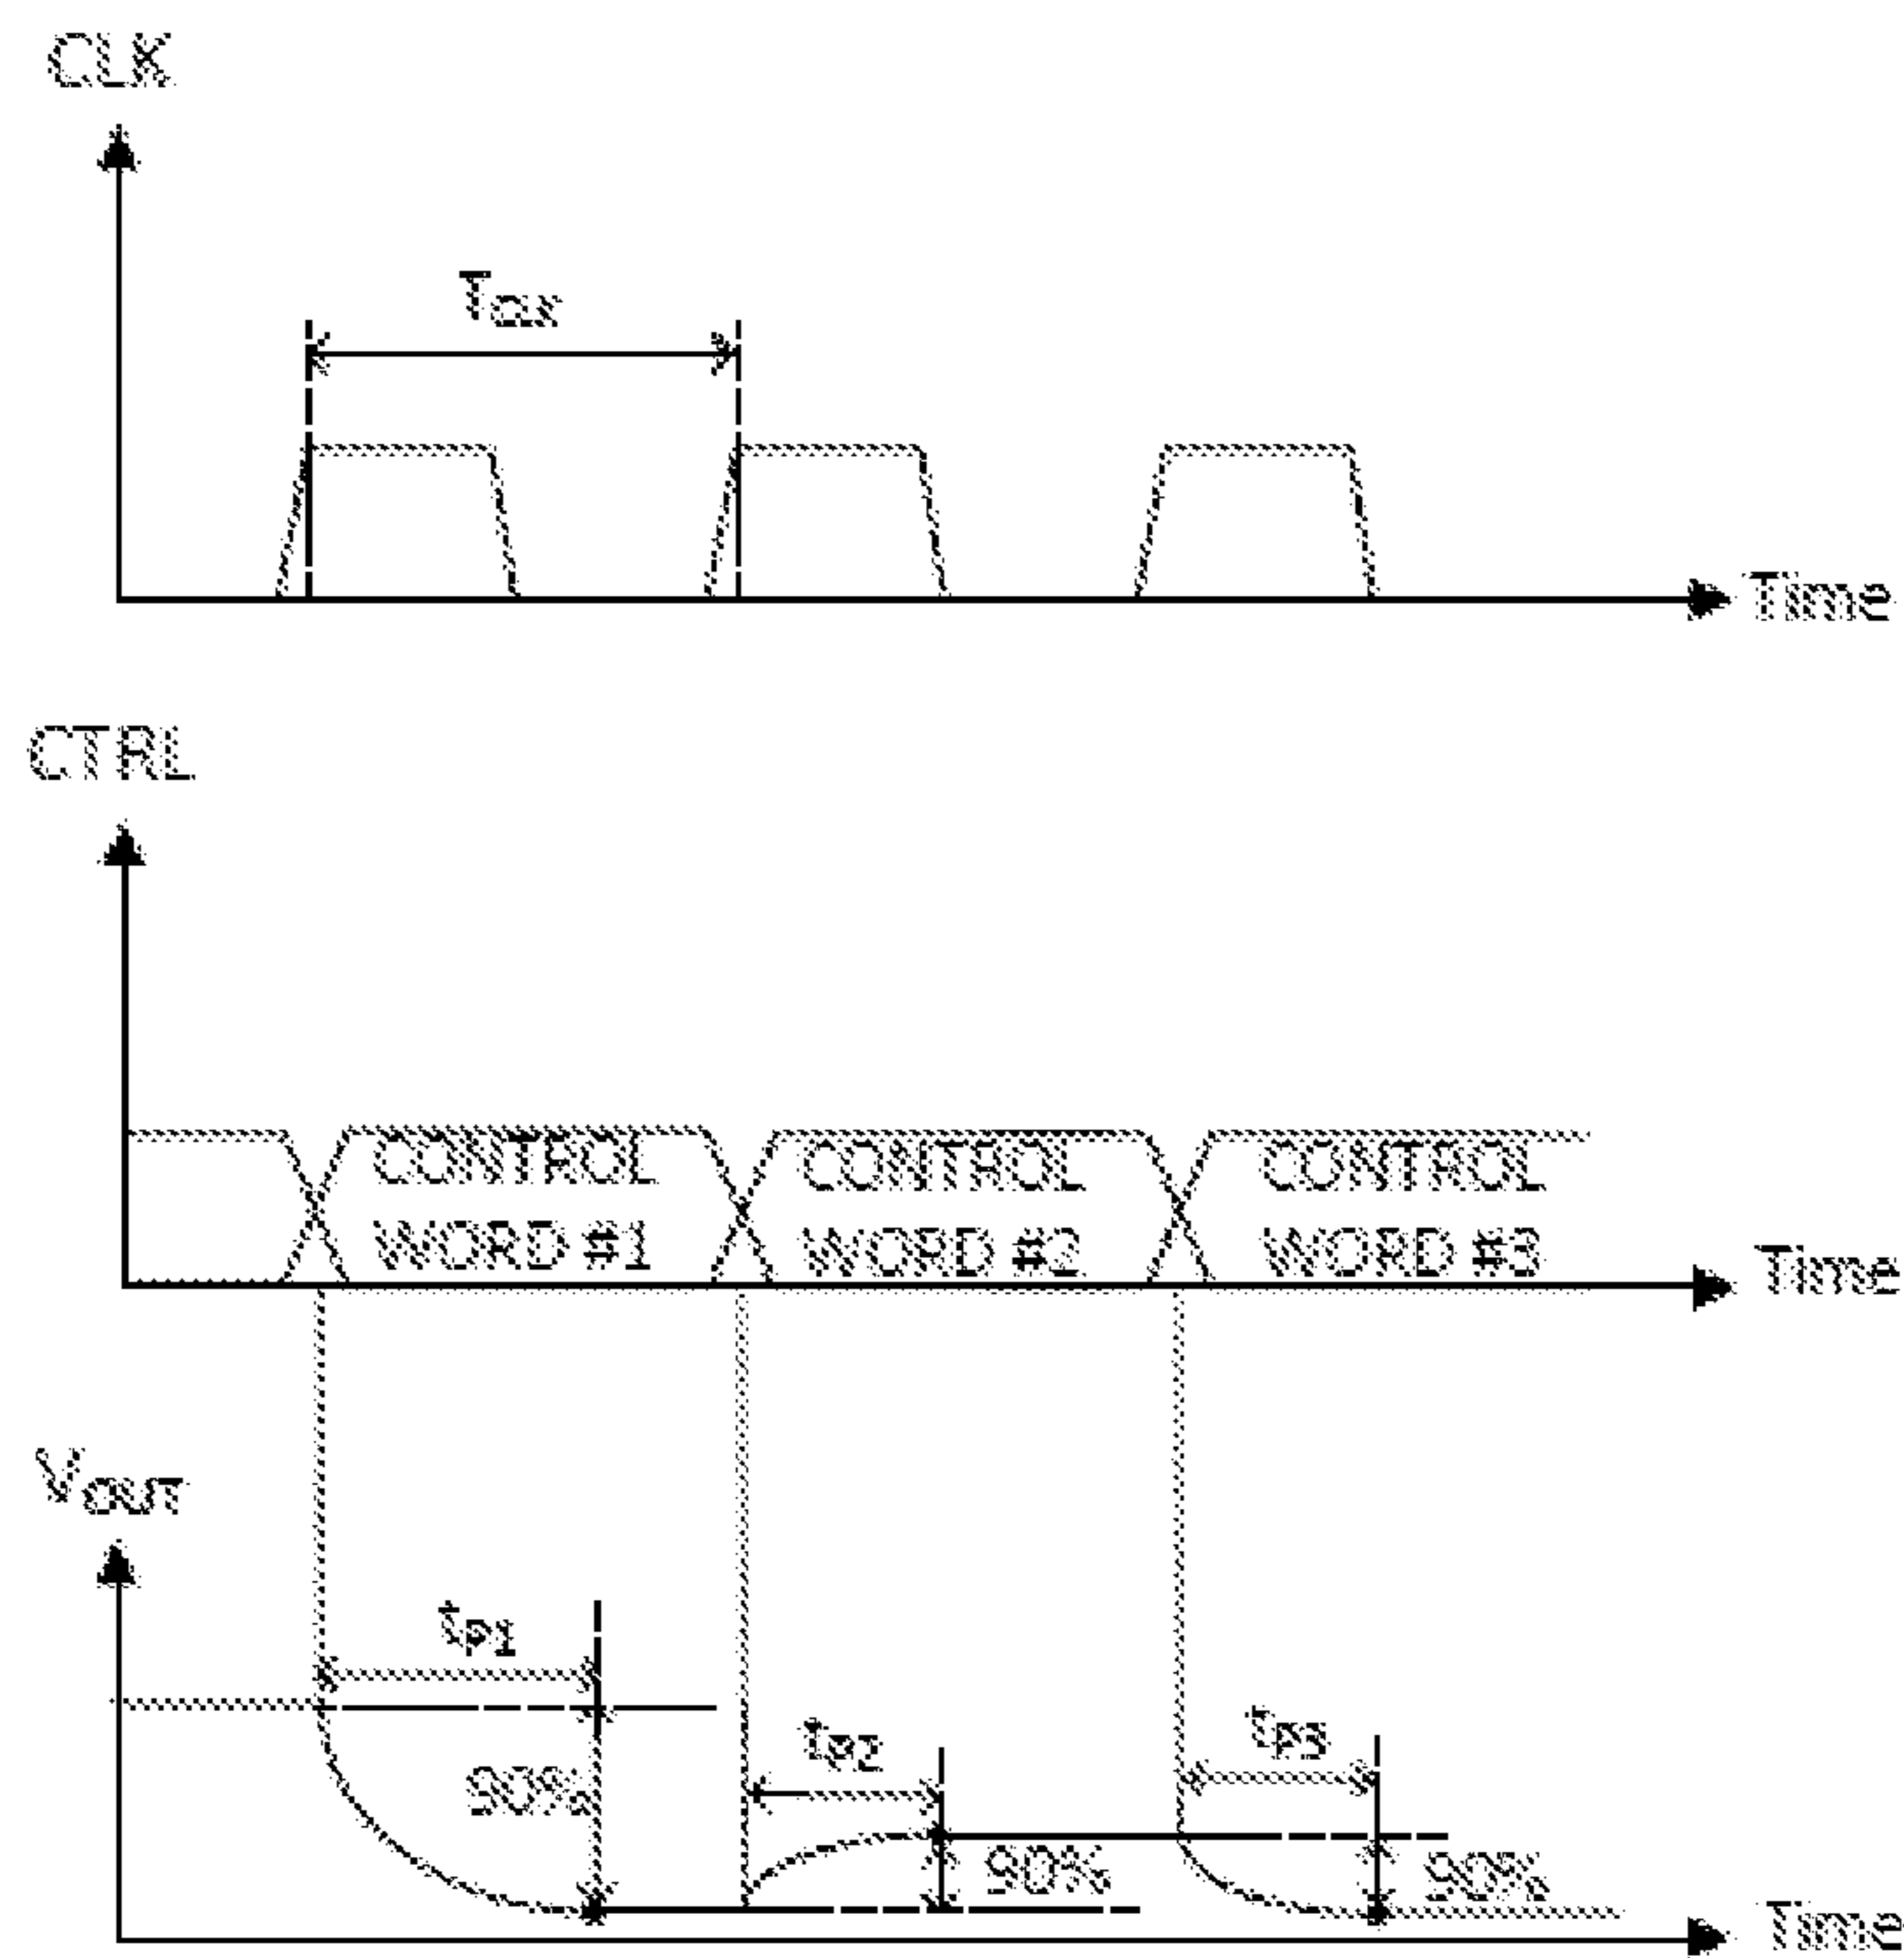 CLK
TCLK
Time
CTRL
CONTROL
WORD #1
CONTROL
WORD #2
CONTROL
WORD #3
Time
VOUT
tP1
90%
tP2
90%
tP3
90%
Time